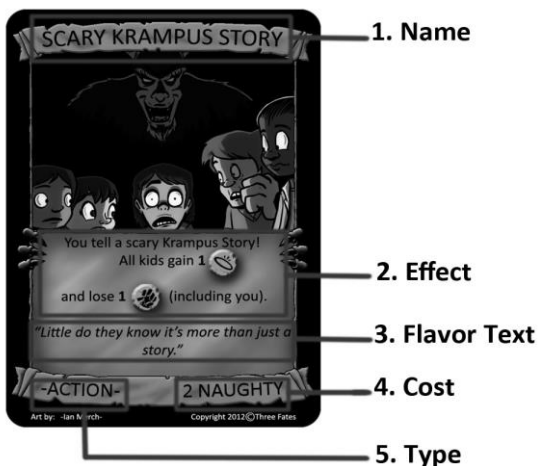 SCARY KRAMPUS STORY
1. Name
You tell a scary Krampus Story!
All kids gain 1
and lose 1 (including you).
2. Effect
"Little do they know it's more than just a
story."
3. Flavor Text
-ACTION-
2 NAUGHTY
4. Cost
Art by: -Ian Merch-
Copyright 2012©Three Fates
5. Type